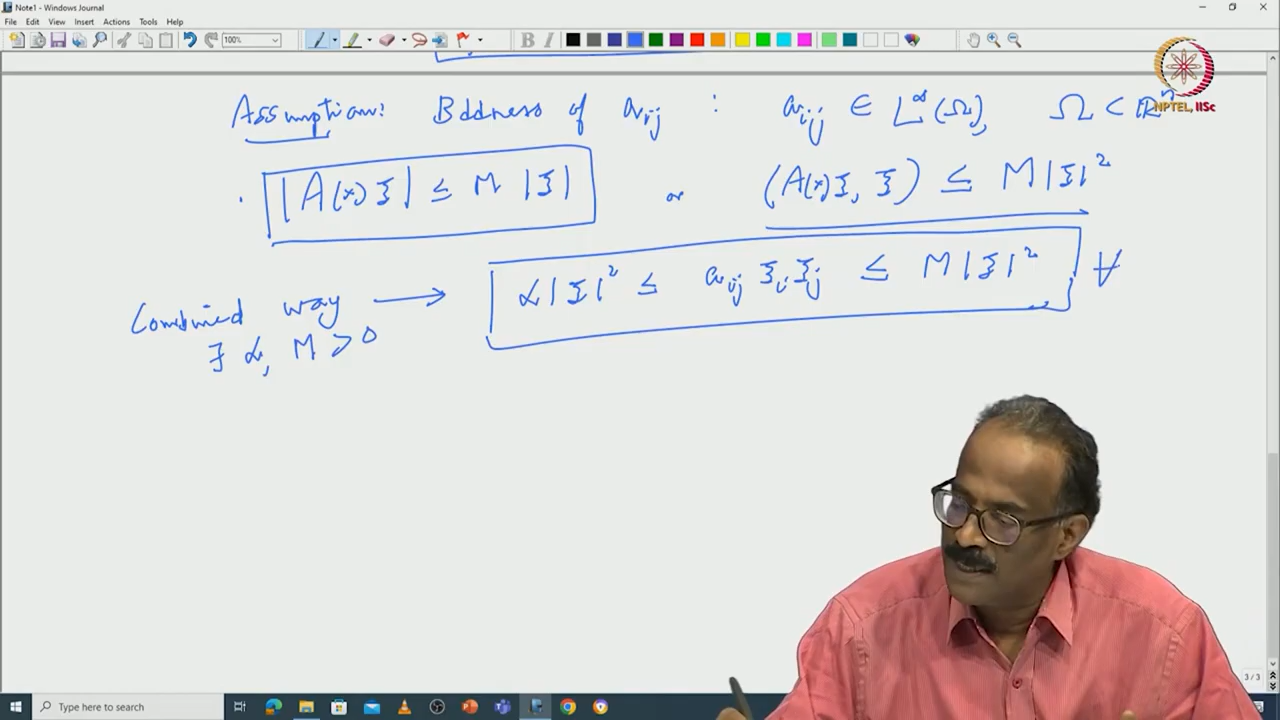 Note1 - Windows Journal
File Edit View Insert Actions Tools Help
100%
B I
NPTEL, IISc
Assumption: Bddness of aij : aij ∈ L^∞(Ω), Ω ⊂ ℝ^n
|A(x)ξ| ≤ M |ξ| or (A(x)ξ, ξ) ≤ M|ξ|²
Combined way → α|ξ|² ≤ aij ξi ξj ≤ M|ξ|² ∀
∃ α, M > 0
3 / 3
Type here to search